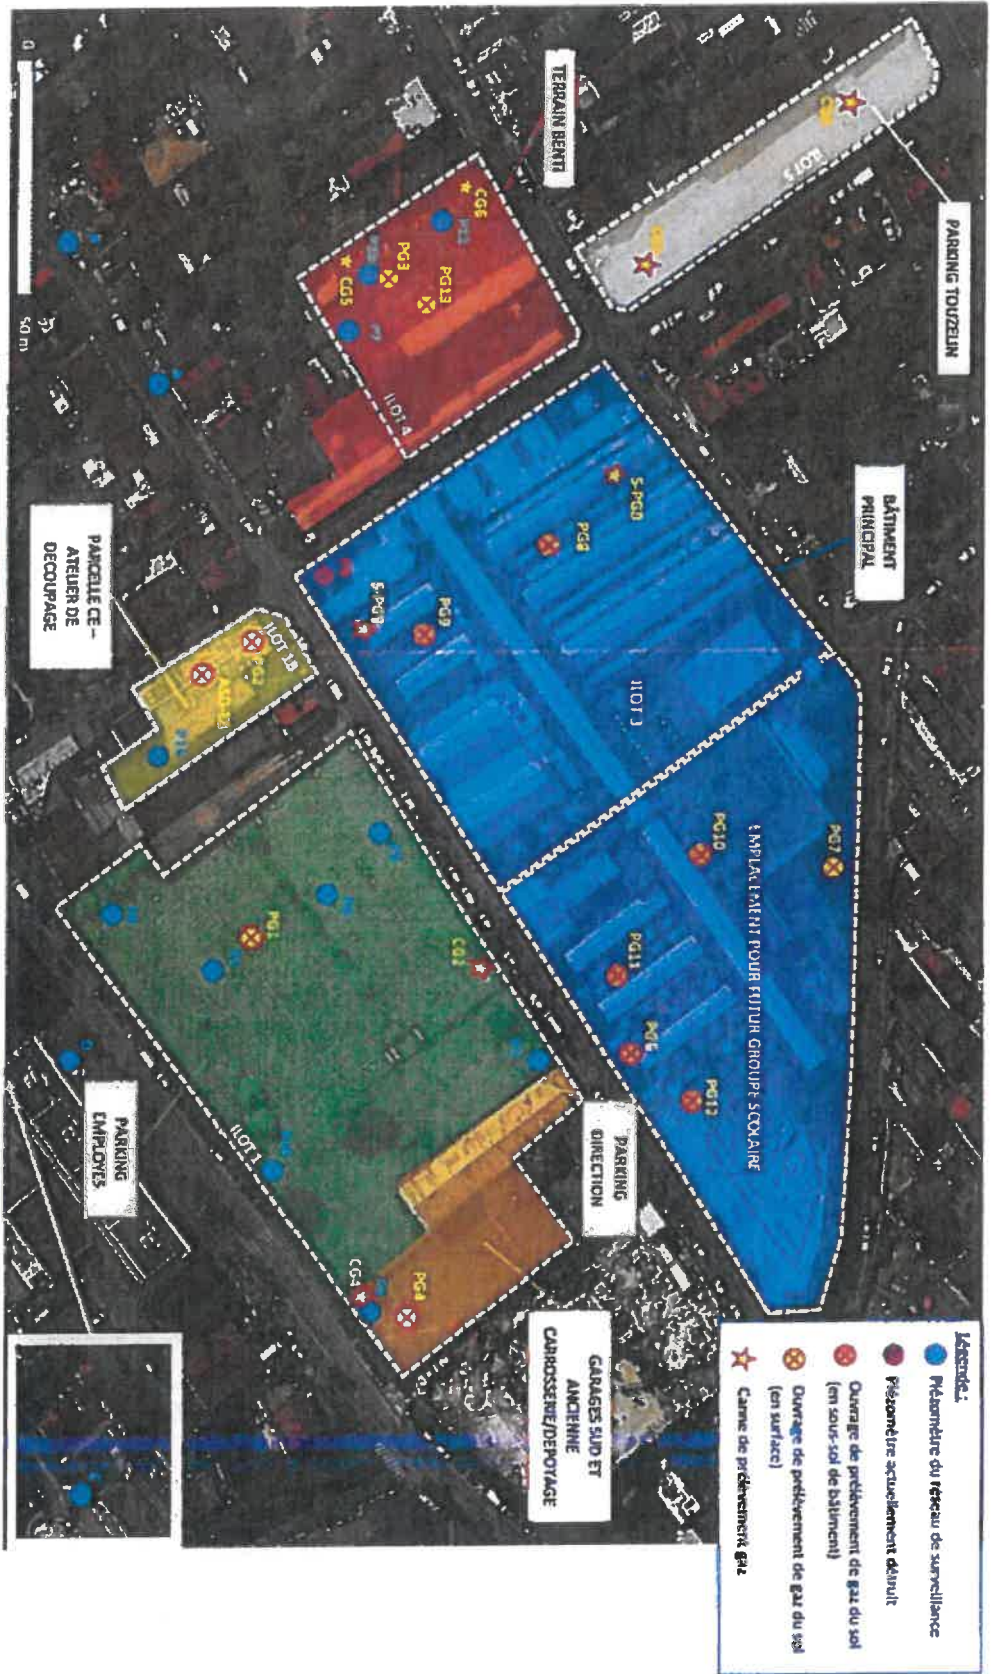 PARKING TOUZELIN
ILOT 5
TERRAIN BENTI
CG6
PG3
PG13
CG5
P7
ILOT 4
BÂTIMENT
PRINCIPAL
S-PG0
PG8
PG9
ILOT 3
PG7
PG10
EMPLACEMENT POUR FUTUR GROUPE SCOLAIRE
PG11
PG6
PG12
PARCELLE CE –
ATELIER DE
DECOUPAGE
ILOT 1B
PG2
PG1
CG2
ILOT 1
CG4
PG4
PARKING
EMPLOYES
PARKING
DIRECTION
GARAGES SUD ET
ANCIENNE
CARROSSERIE/DEPOTAGE
0
50 m
Légende :
Piézomètre du réseau de surveillance
Piézomètre actuellement détruit
Ouvrage de prélèvement de gaz du sol
(en sous-sol de bâtiment)
Ouvrage de prélèvement de gaz du sol
(en surface)
Canne de prélèvement gaz